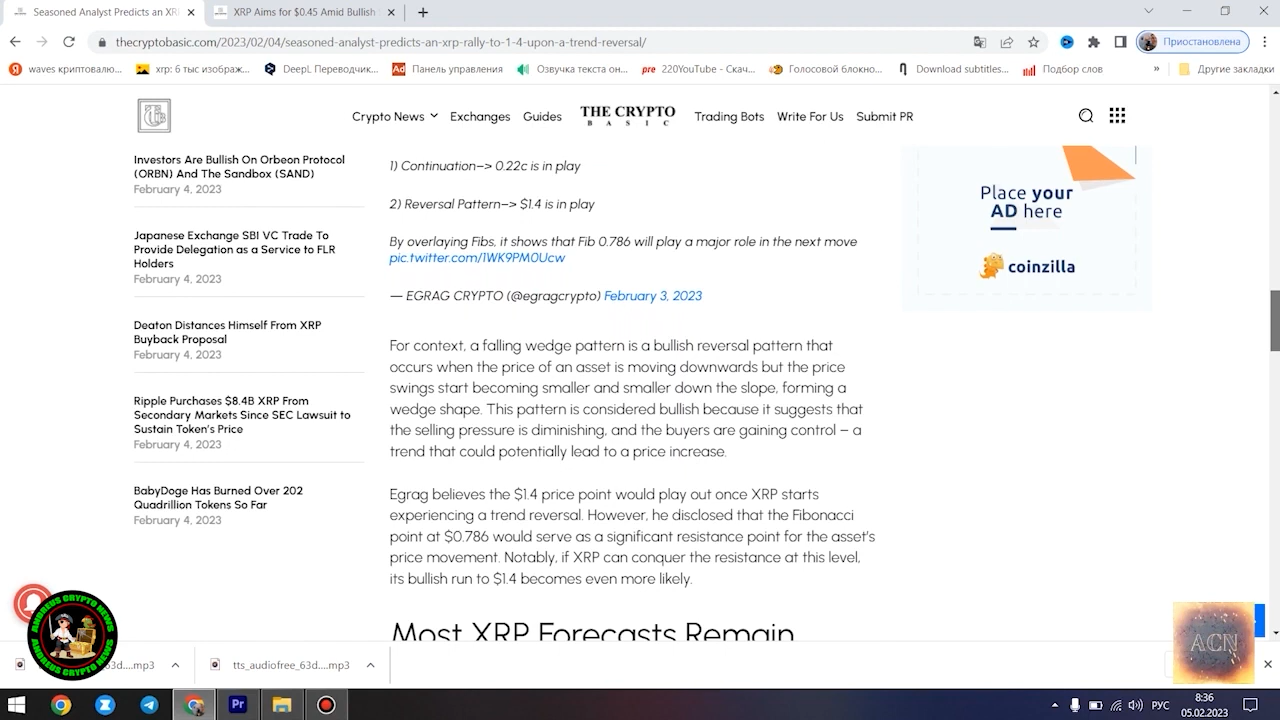 Seasoned Analyst Predicts an XR
XRP Aims for $0.45 Amid Bullish
thecryptobasic.com/2023/02/04/seasoned-analyst-predicts-an-xrp-rally-to-1-4-upon-a-trend-reversal/
Приостановлена
waves криптовалю...
xrp: 6 тыс изображ...
DeepL Переводчик...
Панель управления
Озвучка текста он...
220YouTube - Скач...
Голосовой блокно...
Download subtitles...
Подбор слов
»
Другие закладки
Crypto News
Exchanges
Guides
THE CRYPTO
BASIC
Trading Bots
Write For Us
Submit PR
Investors Are Bullish On Orbeon Protocol
(ORBN) And The Sandbox (SAND)
February 4, 2023
Japanese Exchange SBI VC Trade To
Provide Delegation as a Service to FLR
Holders
February 4, 2023
Deaton Distances Himself From XRP
Buyback Proposal
February 4, 2023
Ripple Purchases $8.4B XRP From
Secondary Markets Since SEC Lawsuit to
Sustain Token's Price
February 4, 2023
BabyDoge Has Burned Over 202
Quadrillion Tokens So Far
February 4, 2023
1) Continuation–> 0.22c is in play
2) Reversal Pattern–> $1.4 is in play
By overlaying Fibs, it shows that Fib 0.786 will play a major role in the next move
pic.twitter.com/1WK9PM0Ucw
— EGRAG CRYPTO (@egragcrypto) February 3, 2023
For context, a falling wedge pattern is a bullish reversal pattern that
occurs when the price of an asset is moving downwards but the price
swings start becoming smaller and smaller down the slope, forming a
wedge shape. This pattern is considered bullish because it suggests that
the selling pressure is diminishing, and the buyers are gaining control – a
trend that could potentially lead to a price increase.
Egrag believes the $1.4 price point would play out once XRP starts
experiencing a trend reversal. However, he disclosed that the Fibonacci
point at $0.786 would serve as a significant resistance point for the asset's
price movement. Notably, if XRP can conquer the resistance at this level,
its bullish run to $1.4 becomes even more likely.
Most XRP Forecasts Remain
Place your
AD here
coinzilla
ANDREUS CRYPTO NEWS
ANDREUS CRYPTO NEWS
ACN
63d....mp3
tts_audiofree_63d....mp3
РУС
8:36
05.02.2023